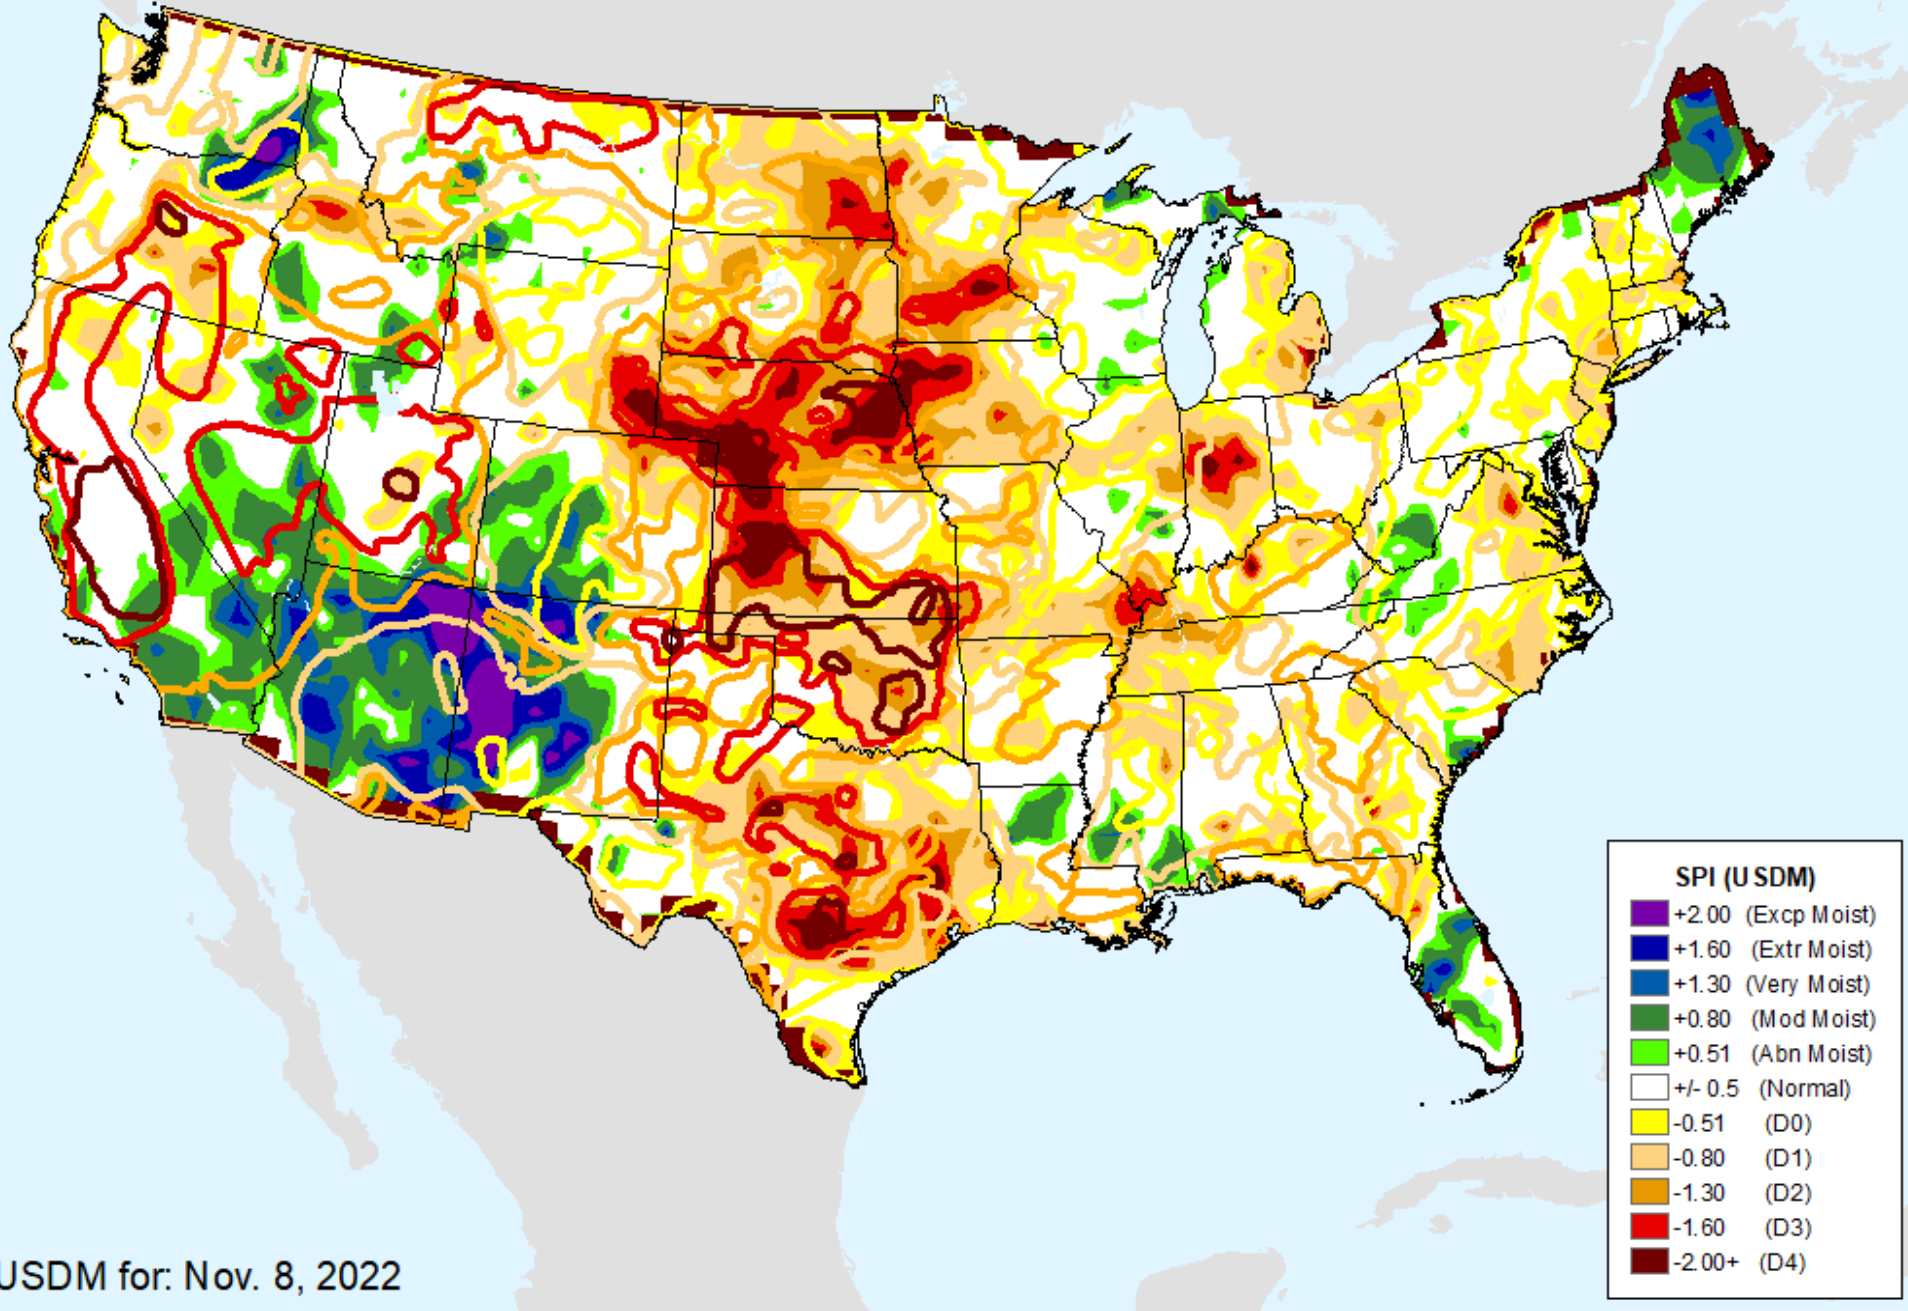 SPI (USDM)
+2.00 (Excp Moist)
+1.60 (Extr Moist)
+1.30 (Very Moist)
+0.80 (Mod Moist)
+0.51 (Abn Moist)
+/- 0.5 (Normal)
-0.51 (D0)
-0.80 (D1)
-1.30 (D2)
-1.60 (D3)
-2.00+ (D4)
USDM for: Nov. 8, 2022